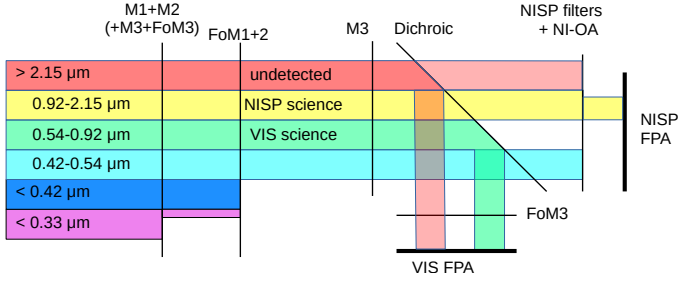 M1+M2
(+M3+FoM3)
FoM1+2
M3
Dichroic
NISP filters
+ NI-OA
> 2.15 μm
undetected
0.92-2.15 μm
NISP science
NISP
FPA
0.54-0.92 μm
VIS science
0.42-0.54 μm
< 0.42 μm
< 0.33 μm
FoM3
VIS FPA